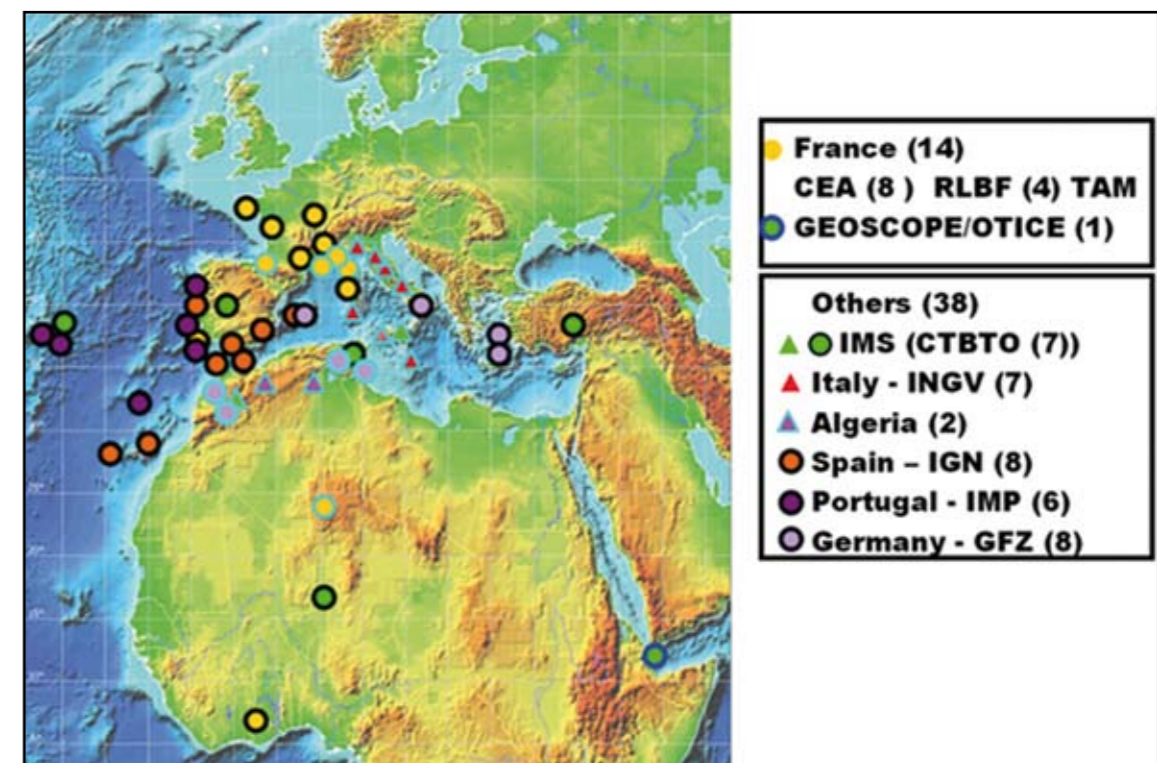 France (14)
CEA (8 ) RLBF (4) TAM
GEOSCOPE/OTICE (1)
Others (38)
IMS (CTBTO (7))
Italy - INGV (7)
Algeria (2)
Spain – IGN (8)
Portugal - IMP (6)
Germany - GFZ (8)